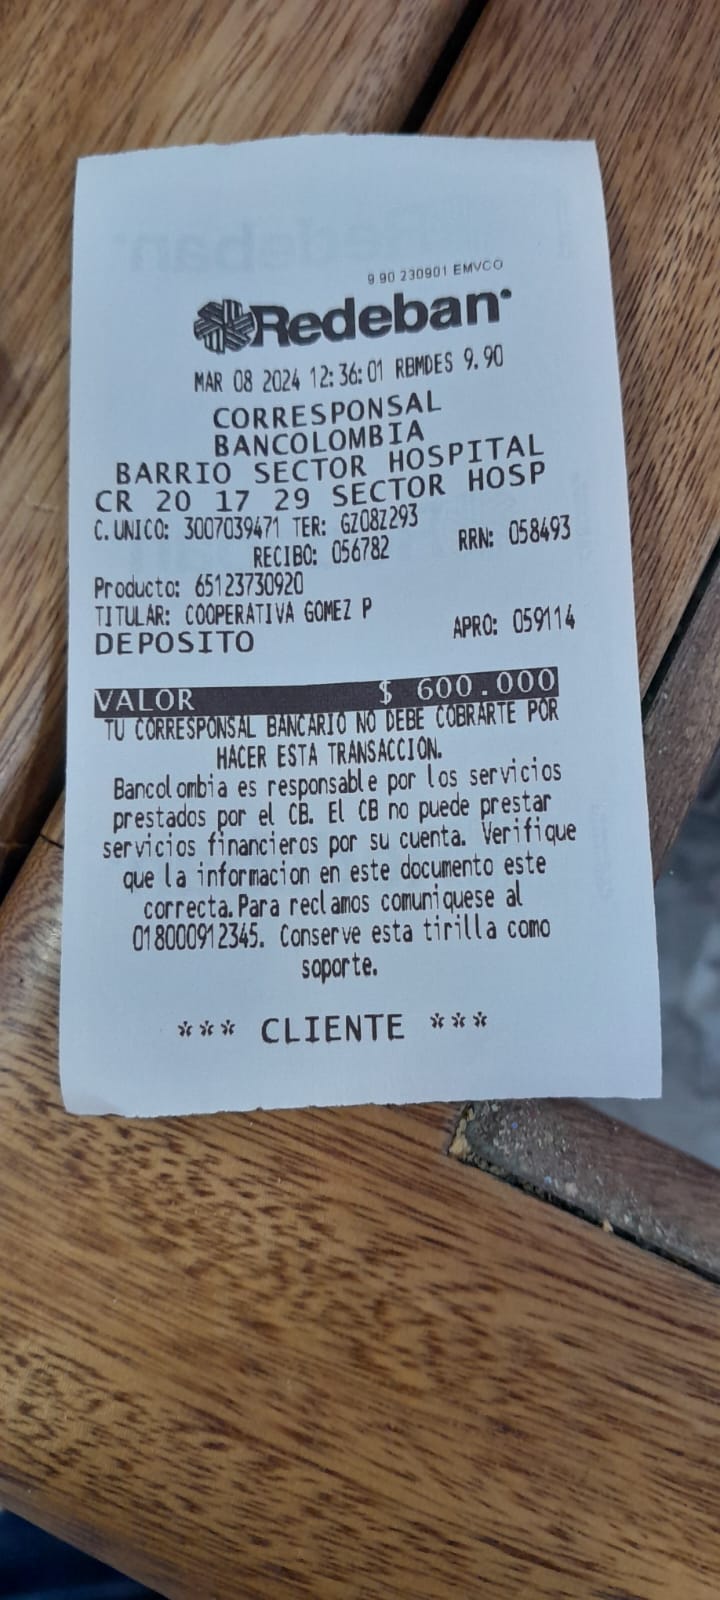 9.90 230901 EMVCO
Redeban
MAR 08 2024 12:36:01 RBMDES 9.90
CORRESPONSAL
BANCOLOMBIA
BARRIO SECTOR HOSPITAL
CR 20 17 29 SECTOR HOSP
C. UNICO: 3007039471 TER: GZ08Z293
RECIBO: 056782 RRN: 058493
Producto: 65123730920
TITULAR: COOPERATIVA GOMEZ P
DEPOSITO APRO: 059114
VALOR $ 600.000
TU CORRESPONSAL BANCARIO NO DEBE COBRARTE POR
HACER ESTA TRANSACCION.
Bancolombia es responsable por los servicios
prestados por el CB. El CB no puede prestar
servicios financieros por su cuenta. Verifique
que la informacion en este documento este
correcta.Para reclamos comuniquese al
018000912345. Conserve esta tirilla como
soporte.
*** CLIENTE ***